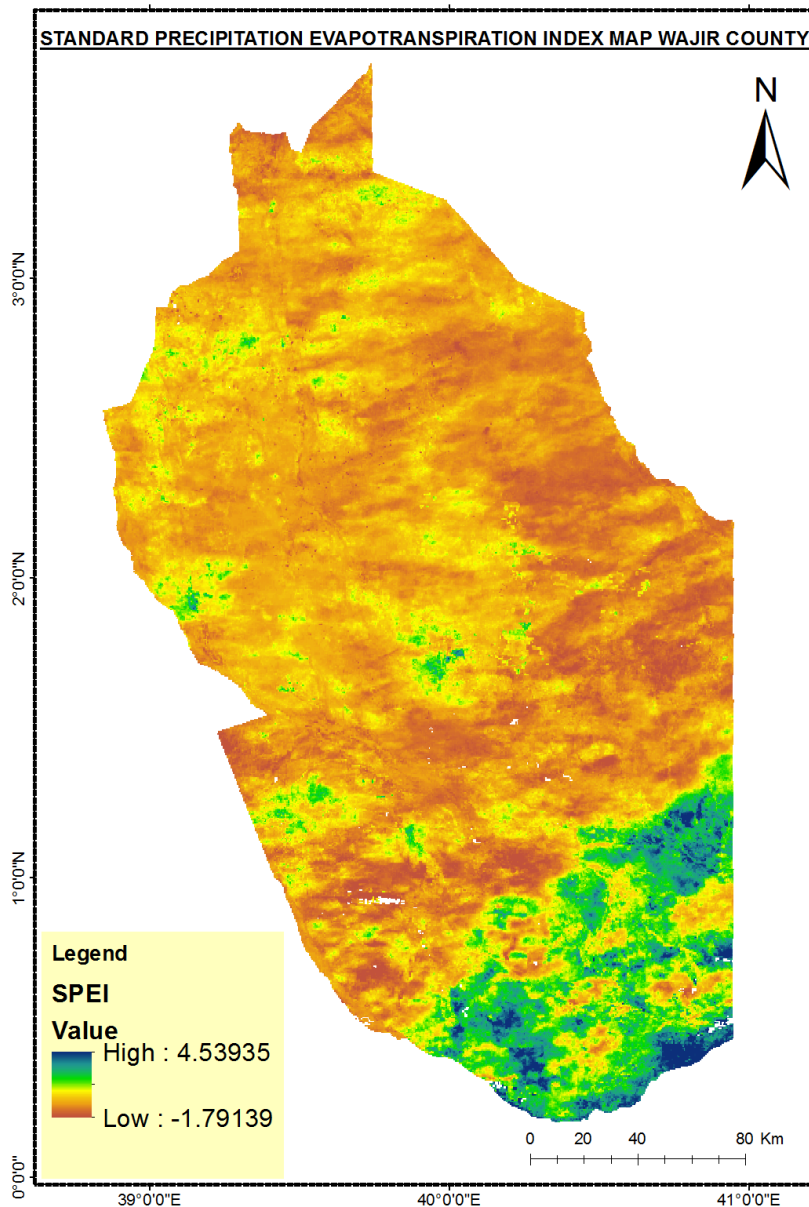 STANDARD PRECIPITATION EVAPOTRANSPIRATION INDEX MAP WAJIR COUNTY
N
3°0'0"N
2°0'0"N
1°0'0"N
0°0'0"
Legend
SPEI
Value
High : 4.53935
Low : -1.79139
0 20 40 80 Km
39°0'0"E 40°0'0"E 41°0'0"E